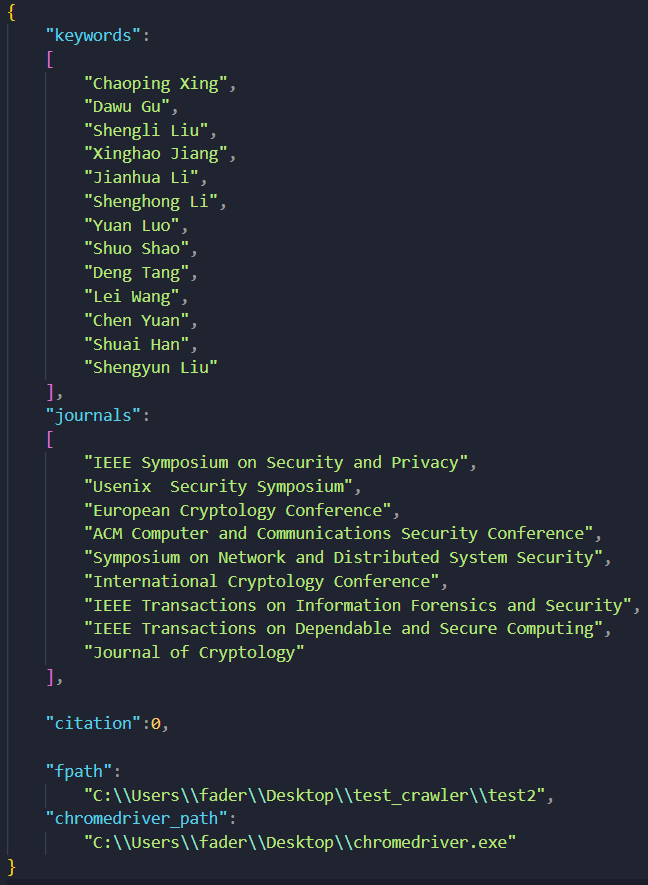 {
"keywords":
[
"Chaoping Xing",
"Dawu Gu",
"Shengli Liu",
"Xinghao Jiang",
"Jianhua Li",
"Shenghong Li",
"Yuan Luo",
"Shuo Shao",
"Deng Tang",
"Lei Wang",
"Chen Yuan",
"Shuai Han",
"Shengyun Liu"
],
"journals":
[
"IEEE Symposium on Security and Privacy",
"Usenix  Security Symposium",
"European Cryptology Conference",
"ACM Computer and Communications Security Conference",
"Symposium on Network and Distributed System Security",
"International Cryptology Conference",
"IEEE Transactions on Information Forensics and Security",
"IEEE Transactions on Dependable and Secure Computing",
"Journal of Cryptology"
],
"citation":0,
"fpath":
"C:\\Users\\fader\\Desktop\\test_crawler\\test2",
"chromedriver_path":
"C:\\Users\\fader\\Desktop\\chromedriver.exe"
}